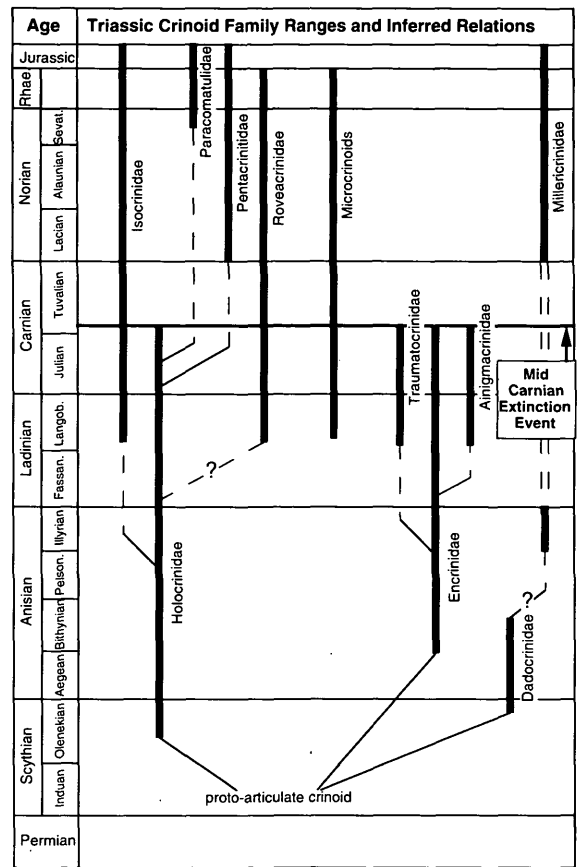 Age
Triassic Crinoid Family Ranges and Inferred Relations
Jurassic
Rhae.
Norian
Sevat.
Alaunian
Lacian
Carnian
Tuvalian
Julian
Ladinian
Langob.
Fassan.
Anisian
Illyrian
Pelson.
Bithynian
Aegean
Scythian
Olenekian
Induan
Permian
Isocrinidae
Paracomatulidae
Pentacrinitidae
Roveacrinidae
Microcrinoids
Millericrinidae
Traumatocrinidae
Ainigmacrinidae
Mid
Carnian
Extinction
Event
?
Holocrinidae
Encrinidae
?
Dadocrinidae
proto-articulate crinoid